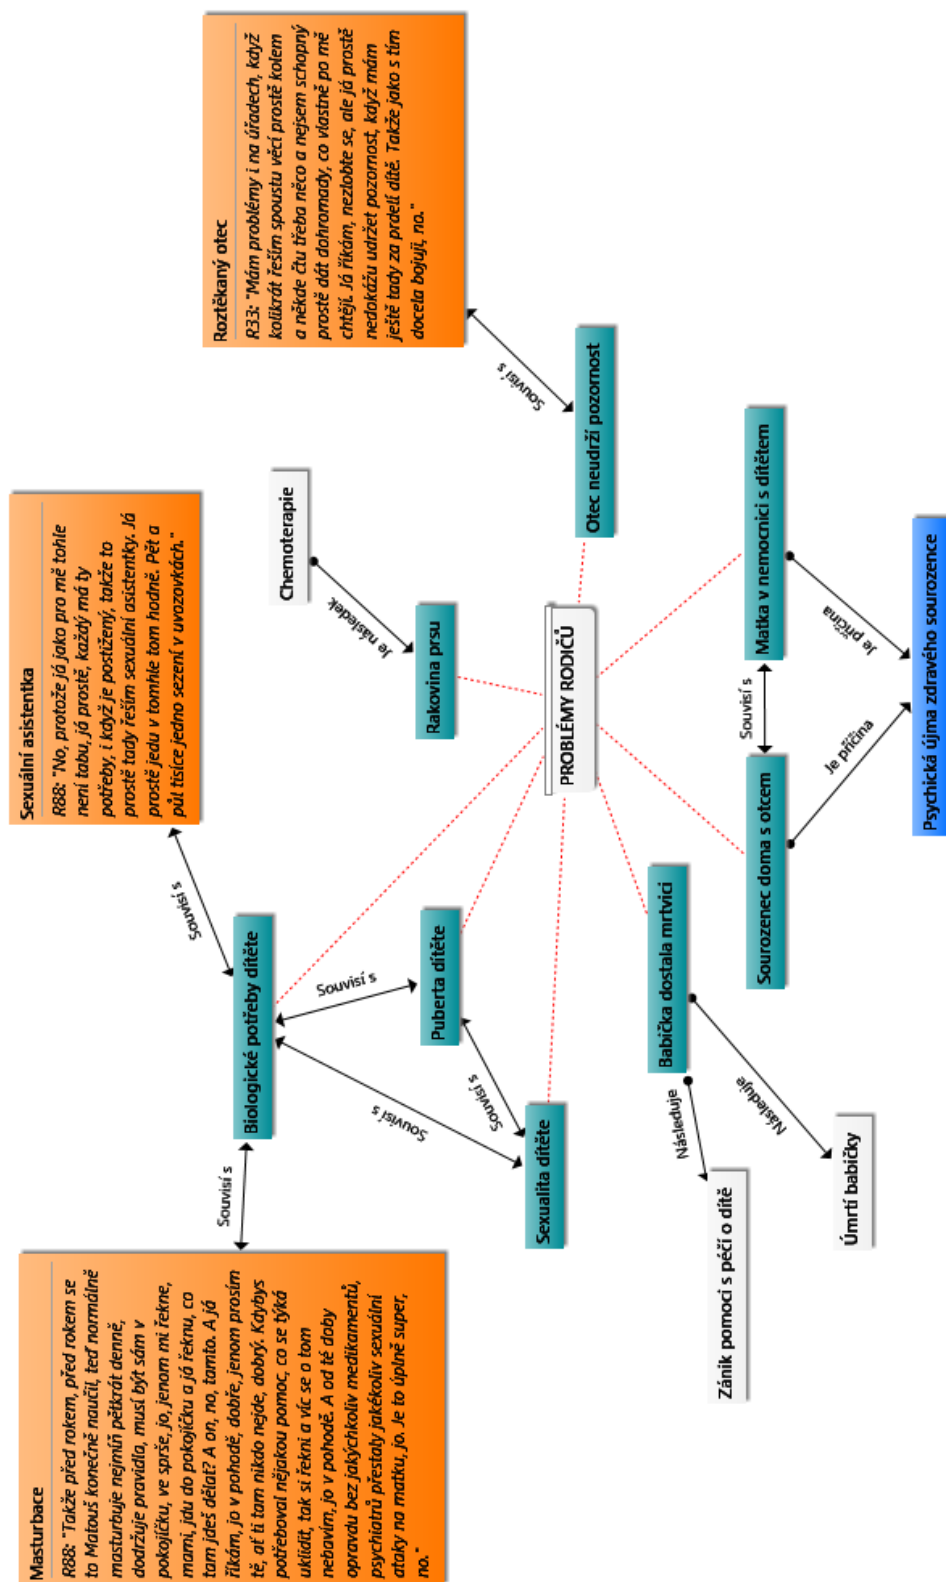 Masturbace
R88: "Takže před rokem, před rokem se
to Matouš konečně naučil, teď normálně
masturbuje nejmíň pětkrát denně,
dodržuje pravidla, musí být sám v
pokojíčku, ve sprše, jo, jenom mi řekne,
mami, jdu do pokojíčku a já řeknu, co
tam jdeš dělat? A on, no, tamto. A já
říkám, jo v pohodě, dobře, jenom prosím
tě, ať ti tam nikdo nejde, dobrý. Kdybys
potřeboval nějakou pomoc, co se týká
uklidit, tak si řekni a víc se o tom
nebavím, jo v pohodě. A od té doby
opravdu bez jakýchkoliv medikamentů,
psychiatrů přestaly jakékoliv sexuální
ataky na matku, jo. Je to úplně super,
no."
Souvisí s
Biologické potřeby dítěte
Souvisí s
Sexuální asistentka
R88: "No, protože já jako pro mě tohle
není tabu, já prostě, každý má ty
potřeby, i když je postižený, takže to
prostě tady řeším sexuální asistentky. Já
prostě jedu v tomhle tom hodně. Pět a
půl tisíce jedno sezení v uvozovkách."
Roztěkaný otec
R33: "Mám problémy i na úřadech, když
kolikrát řeším spoustu věcí prostě kolem
a někde čtu třeba něco a nejsem schopný
prostě dát dohromady, co vlastně po mě
chtějí. Já říkám, nezlobte se, ale já prostě
nedokážu udržet pozornost, když mám
ještě tady za prdelí dítě. Takže jako s tím
docela bojuji, no."
Souvisí s
Souvisí s
Souvisí s
Sexualita dítěte
Puberta dítěte
Rakovina prsu
Je následek
Chemoterapie
Souvisí s
Otec neudrží pozornost
PROBLÉMY RODIČŮ
Babička dostala mrtvici
Následuje
Následuje
Zánik pomoci s péčí o dítě
Úmrtí babičky
Sourozenec doma s otcem
Souvisí s
Matka v nemocnici s dítětem
Je příčina
Je příčina
Psychická újma zdravého sourozence